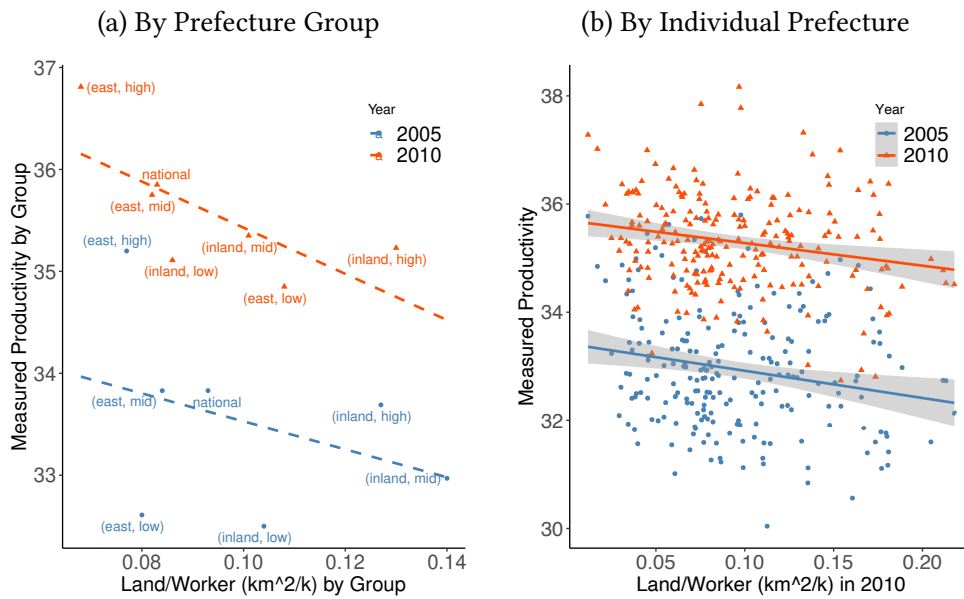 (a) By Prefecture Group
(b) By Individual Prefecture
Measured Productivity by Group
37
36
35
34
33
(east, high)
national
(east, mid)
(east, high)
(inland, low)
(inland, mid)
(inland, high)
(east, low)
(east, mid)
national
(inland, high)
(inland, mid)
(east, low)
(inland, low)
Year
2005
2010
0.08
0.10
0.12
0.14
Land/Worker (km^2/k) by Group
Measured Productivity
38
36
34
32
30
Year
2005
2010
0.05
0.10
0.15
0.20
Land/Worker (km^2/k) in 2010